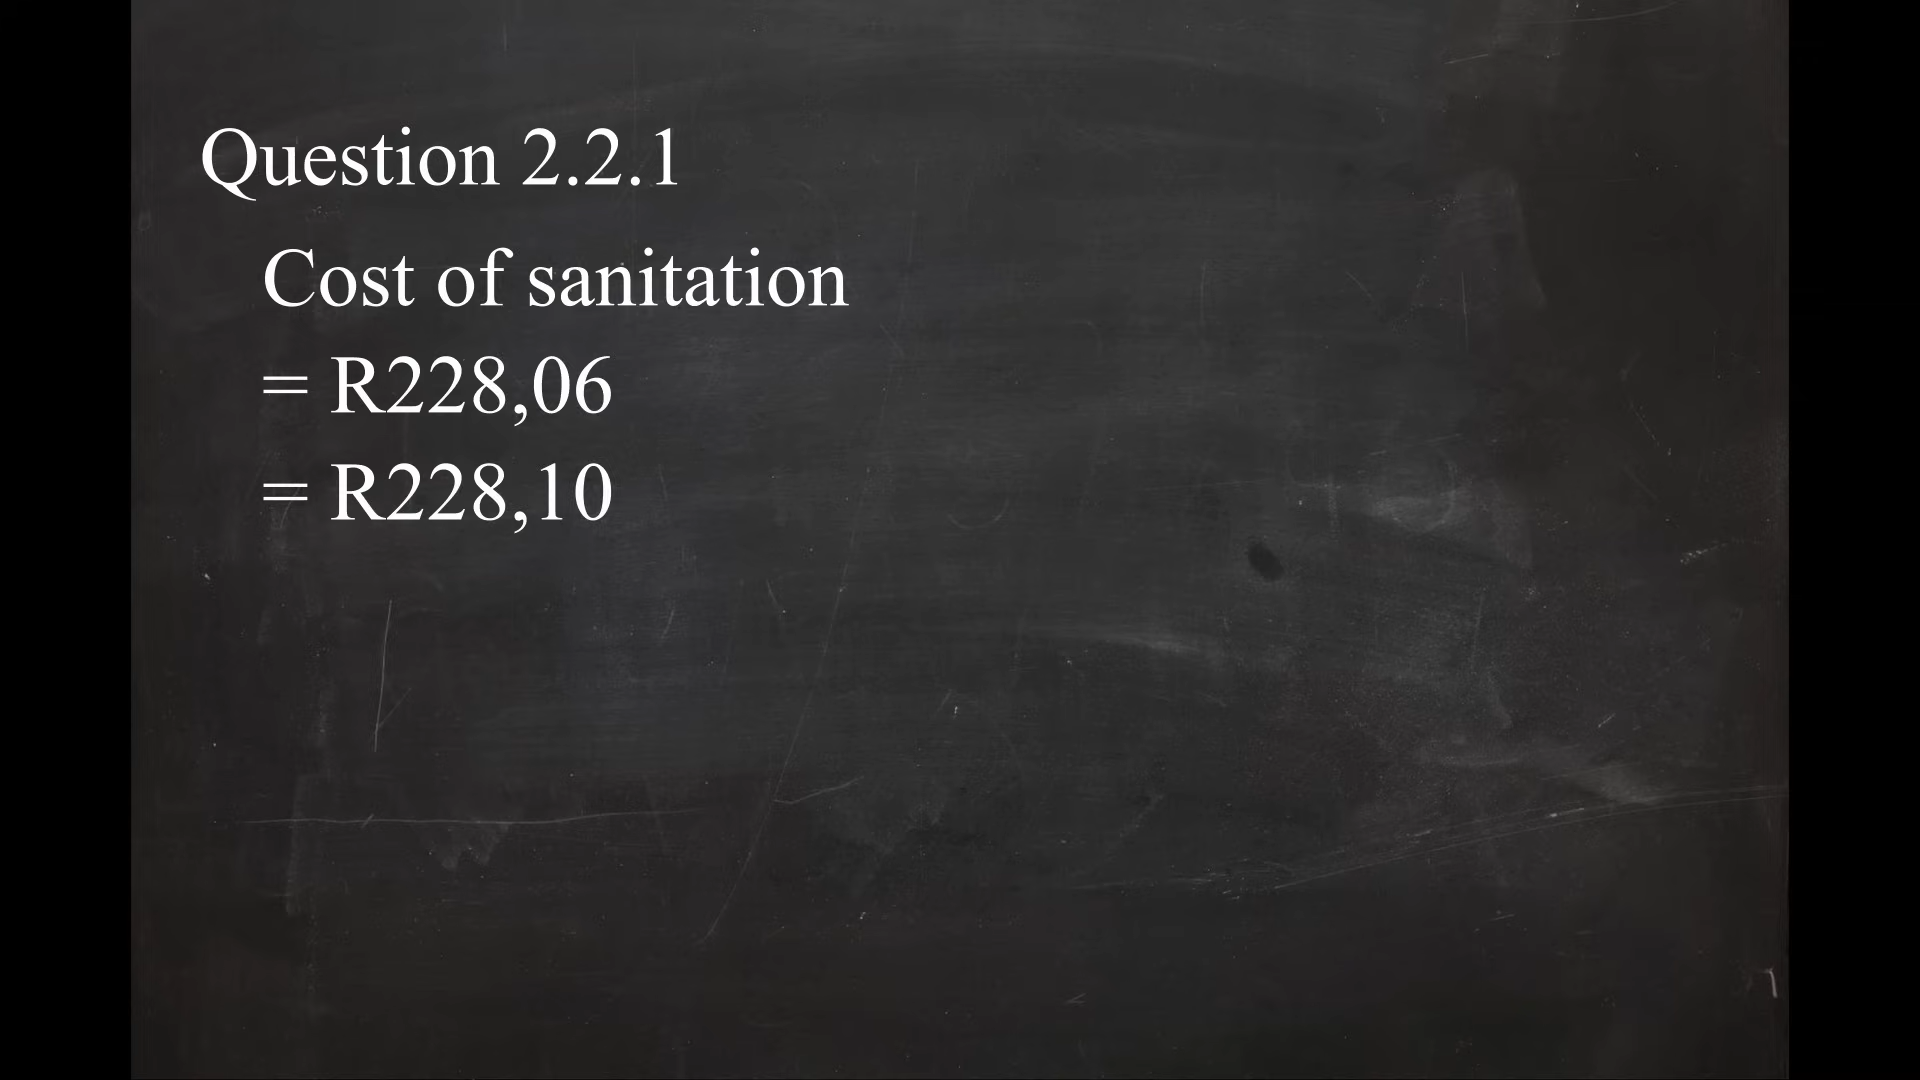 Question 2.2.1
Cost of sanitation
= R228,06
= R228,10